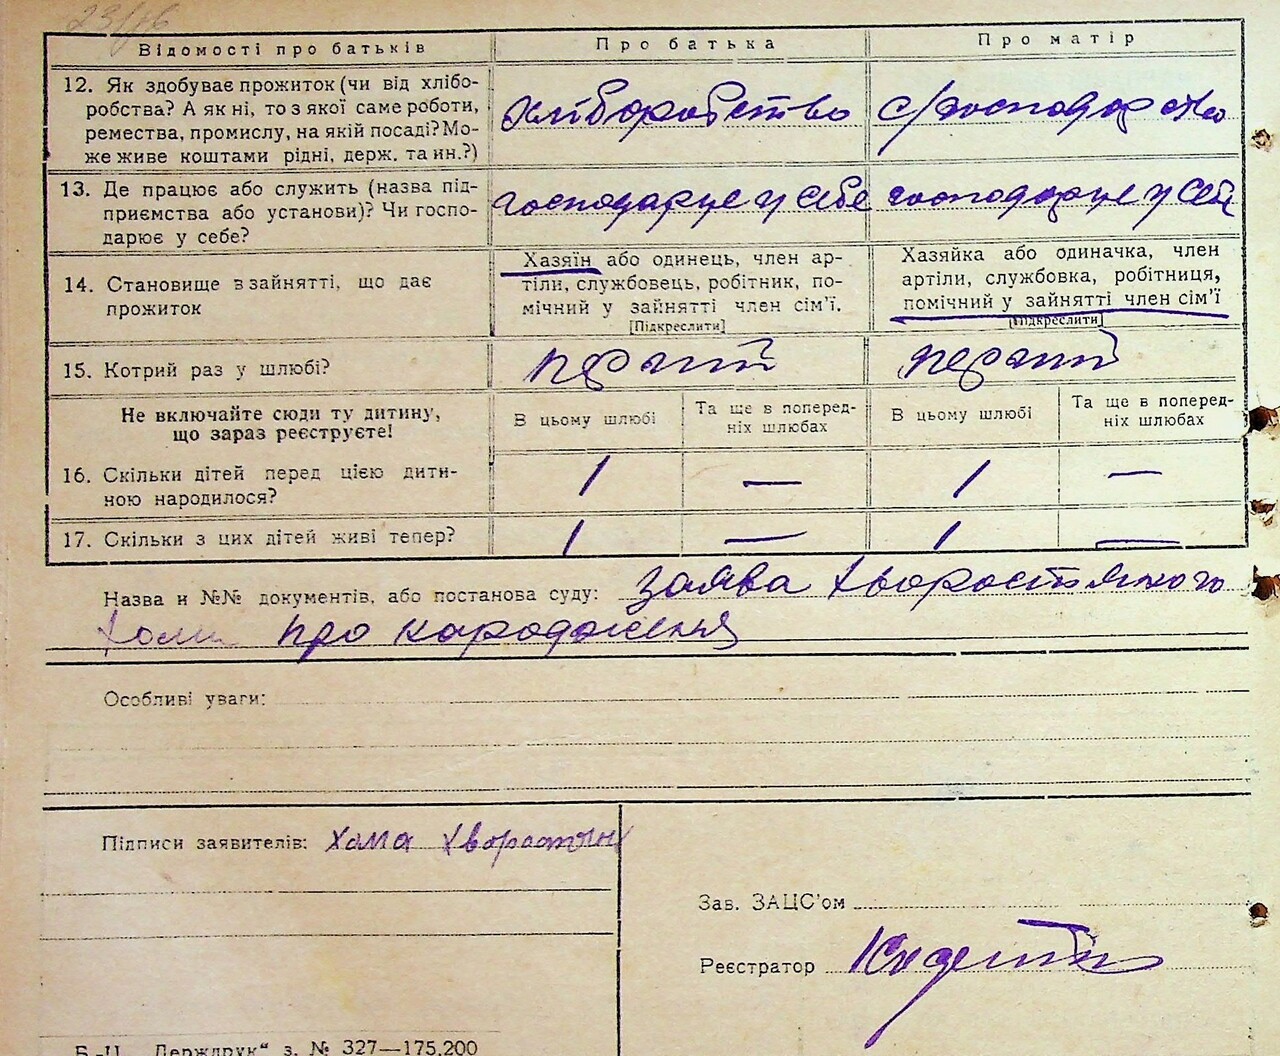 Відомості про батьків
Про батька
Про матір
12. Як здобуває прожиток (чи від хлібо-
робства? А як ні, то з якої саме роботи,
ремества, промислу, на якій посаді? Мо-
же живе коштами рідні, держ. та ин.?)
Хліборобство
с/господарство
13. Де працює або служить (назва під-
приємства або установи)? Чи госпо-
дарює у себе?
господарює у себе
господарює у себе
14. Становище в зайнятті, що дає
прожиток
Хазяїн або одинець, член ар-
тіли, службовець, робітник, по-
мічний у зайнятті член сім'ї.
[Підкреслити]
Хазяйка або одиначка, член
артіли, службовка, робітниця,
помічний у зайнятті член сім'ї
[Підкреслити]
15. Котрий раз у шлюбі?
перший
перший
Не включайте сюди ту дитину,
що зараз реєструєте!
В цьому шлюбі
Та ще в поперед-
ніх шлюбах
В цьому шлюбі
Та ще в поперед-
ніх шлюбах
16. Скільки дітей перед цією дити-
ною народилося?
1 — 1 —
17. Скільки з цих дітей живі тепер?
1 — 1 —
Назва и №№ документів, або постанова суду: заява Хворостяного
Хоми про народження
Особливі уваги:
Підписи заявителів: Хома Хворостян
Зав. ЗАЦС'ом
Реєстратор
Б.-Ц. „Держдрук" з. № 327—175.200